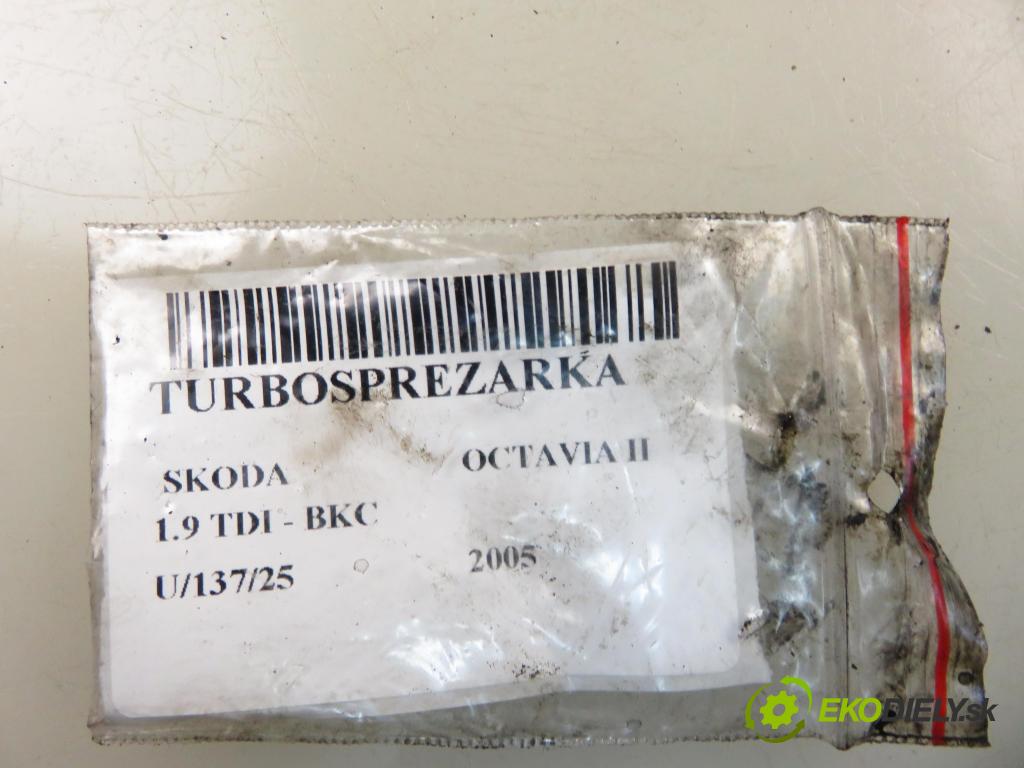 TURBOSPREZARKA
SKODA OCTAVIA II
1.9 TDI - BKC
U/137/25 2005
EKODIELY.sk